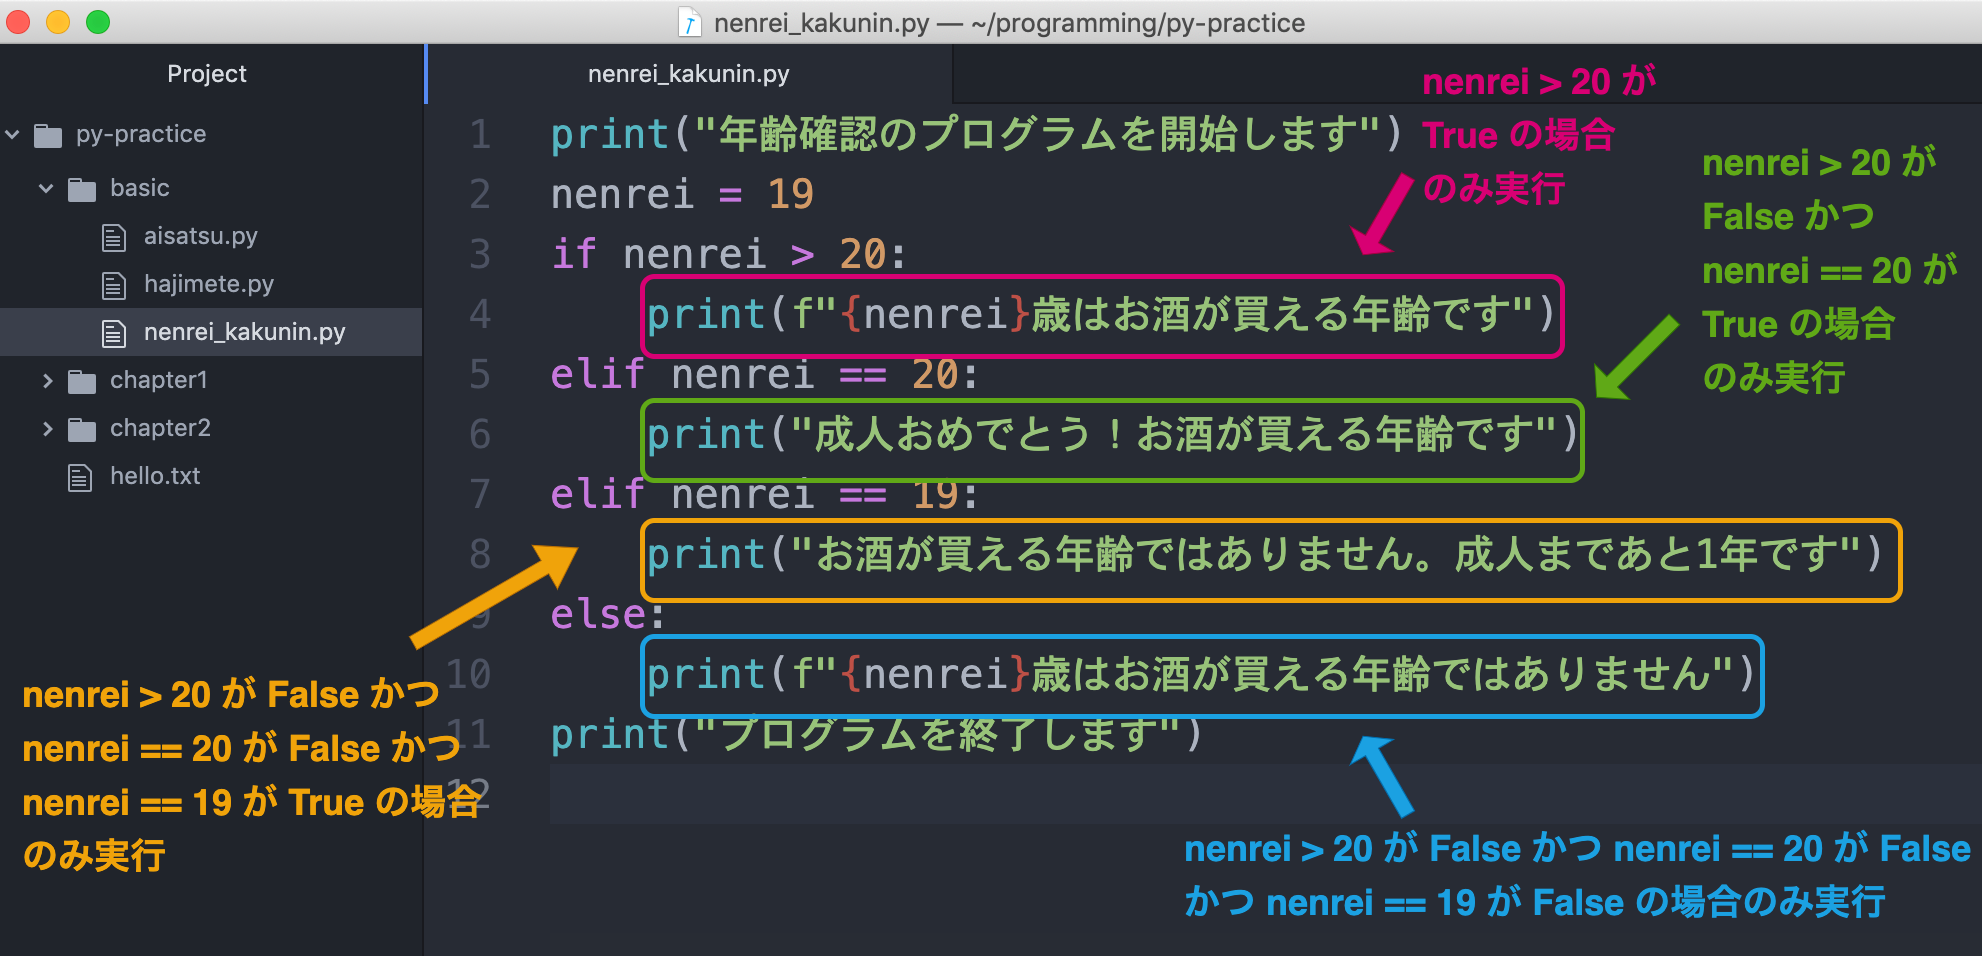 nenrei_kakunin.py — ~/programming/py-practice
Project
py-practice
basic
aisatsu.py
hajimete.py
nenrei_kakunin.py
chapter1
chapter2
hello.txt
nenrei_kakunin.py
1 print("年齢確認のプログラムを開始します")
2 nenrei = 19
3 if nenrei > 20:
4 print(f"{nenrei}歳はお酒が買える年齢です")
5 elif nenrei == 20:
6 print("成人おめでとう！お酒が買える年齢です")
7 elif nenrei == 19:
8 print("お酒が買える年齢ではありません。成人まであと1年です")
9 else:
10 print(f"{nenrei}歳はお酒が買える年齢ではありません")
11 print("プログラムを終了します")
12
nenrei > 20 が
True の場合
のみ実行
nenrei > 20 が
False かつ
nenrei == 20 が
True の場合
のみ実行
nenrei > 20 が False かつ
nenrei == 20 が False かつ
nenrei == 19 が True の場合
のみ実行
nenrei > 20 が False かつ nenrei == 20 が False
かつ nenrei == 19 が False の場合のみ実行